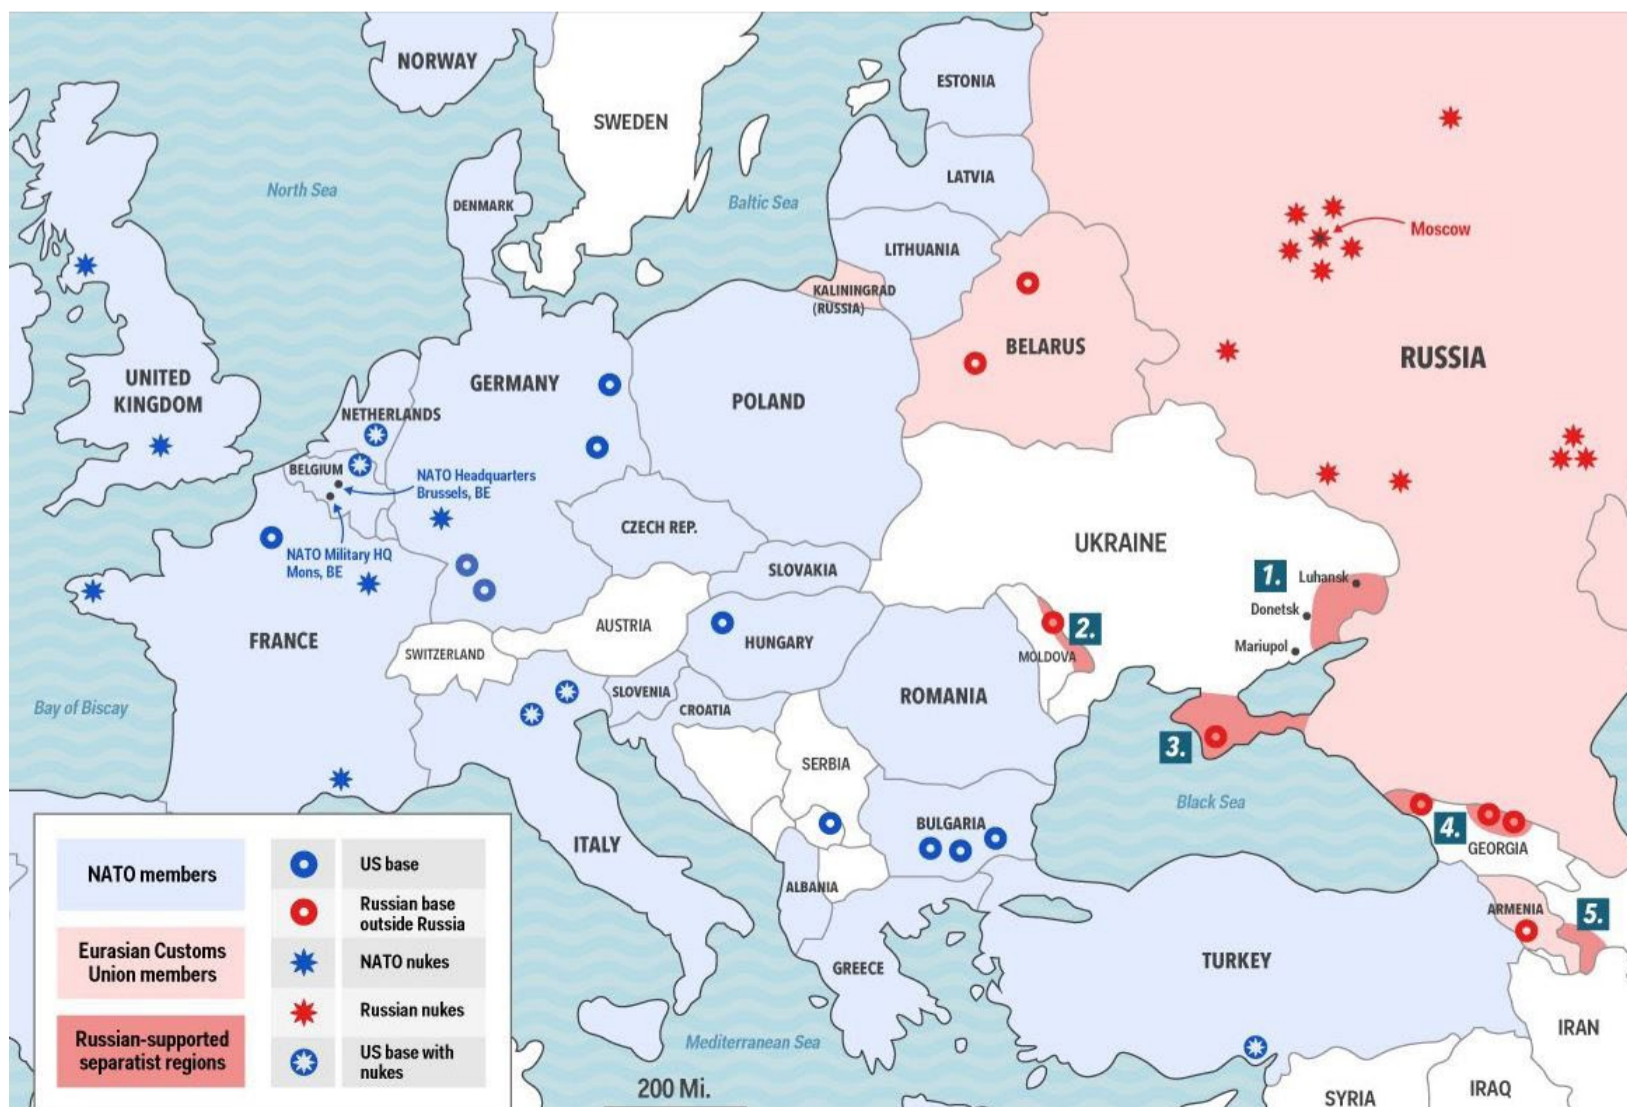 NORWAY
SWEDEN
ESTONIA
North Sea
Baltic Sea
LATVIA
DENMARK
LITHUANIA
Moscow
KALININGRAD
(RUSSIA)
BELARUS
RUSSIA
UNITED
KINGDOM
GERMANY
POLAND
NETHERLANDS
BELGIUM
NATO Headquarters
Brussels, BE
CZECH REP.
UKRAINE
NATO Military HQ
Mons, BE
SLOVAKIA
1.
Luhansk
Donetsk
Mariupol
FRANCE
AUSTRIA
SWITZERLAND
HUNGARY
2.
MOLDOVA
SLOVENIA
CROATIA
ROMANIA
Bay of Biscay
3.
SERBIA
Black Sea
BULGARIA
4.
GEORGIA
ITALY
ALBANIA
ARMENIA
5.
GREECE
TURKEY
IRAN
Mediterranean Sea
200 Mi.
SYRIA
IRAQ
NATO members
Eurasian Customs
Union members
Russian-supported
separatist regions
US base
Russian base
outside Russia
NATO nukes
Russian nukes
US base with
nukes